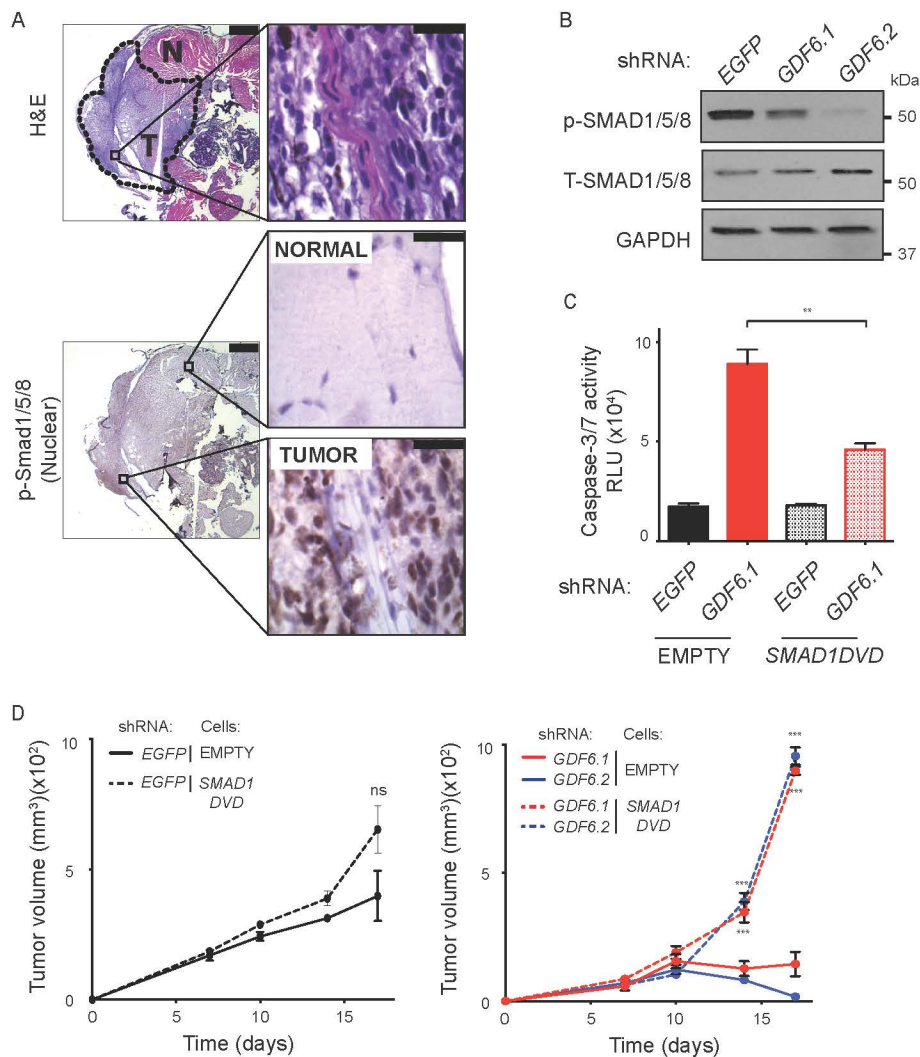 A
H&E
N
T
NORMAL
p-Smad1/5/8
(Nuclear)
TUMOR
B
shRNA:
EGFP
GDF6.1
GDF6.2
kDa
p-SMAD1/5/8
50
T-SMAD1/5/8
50
GAPDH
37
C
**
Caspase-3/7 activity
RLU (x10⁴)
10
5
0
shRNA:
EGFP
GDF6.1
EGFP
GDF6.1
EMPTY
SMAD1DVD
D
shRNA: Cells:
EGFP EMPTY
EGFP SMAD1
DVD
ns
Tumor volume (mm³)(x10²)
10
5
0
0 5 10 15
Time (days)
shRNA: Cells:
GDF6.1
GDF6.2
EMPTY
GDF6.1 SMAD1
GDF6.2 DVD
***
***
***
***
Tumor volume (mm³)(x10²)
10
5
0
0 5 10 15
Time (days)